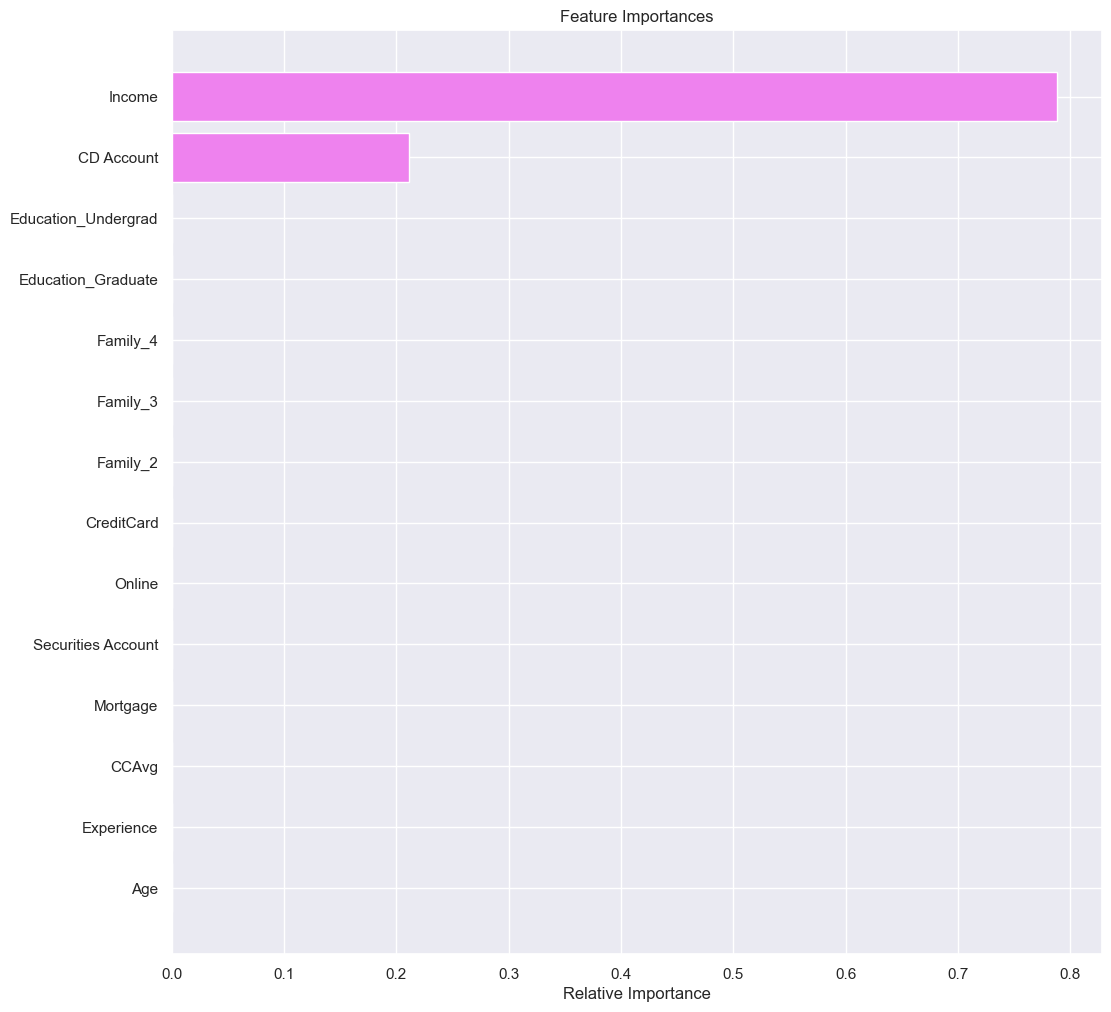 Feature Importances
Income
CD Account
Education_Undergrad
Education_Graduate
Family_4
Family_3
Family_2
CreditCard
Online
Securities Account
Mortgage
CCAvg
Experience
Age
0.0 0.1 0.2 0.3 0.4 0.5 0.6 0.7 0.8
Relative Importance